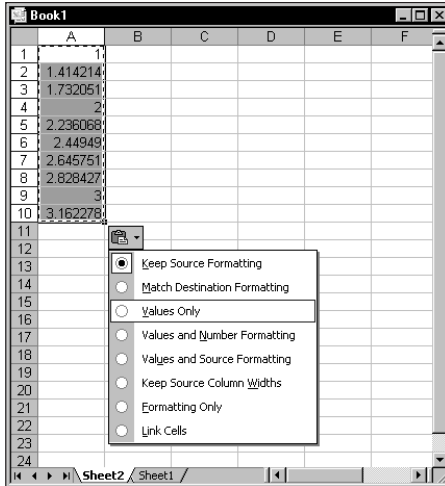 Book1
A B C D E F
1 1
2 1.414214
3 1.732051
4 2
5 2.236068
6 2.44949
7 2.645751
8 2.828427
9 3
10 3.162278
11
12
13 Keep Source Formatting
14 Match Destination Formatting
15 Values Only
16
17 Values and Number Formatting
18 Values and Source Formatting
19
20 Keep Source Column Widths
21 Formatting Only
22 Link Cells
23
24
Sheet2 Sheet1